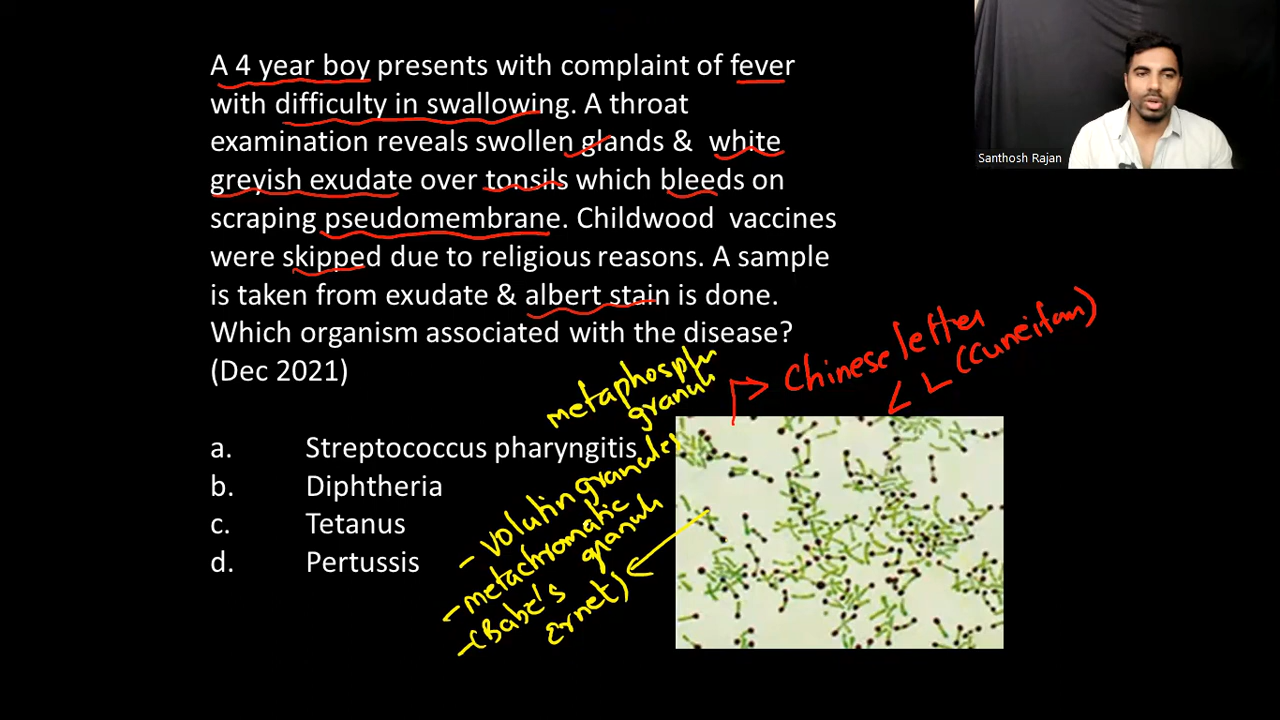 A 4 year boy presents with complaint of fever
with difficulty in swallowing. A throat
examination reveals swollen glands & white
greyish exudate over tonsils which bleeds on
scraping pseudomembrane. Childwood vaccines
were skipped due to religious reasons. A sample
is taken from exudate & albert stain is done.
Which organism associated with the disease?
(Dec 2021)
a. Streptococcus pharyngitis
b. Diphtheria
c. Tetanus
d. Pertussis
Santhosh Rajan
Chinese letter
< L (Cuneiform)
granule
- volutin granules
- metachromatic
granule
- (Babe's
Ernet)